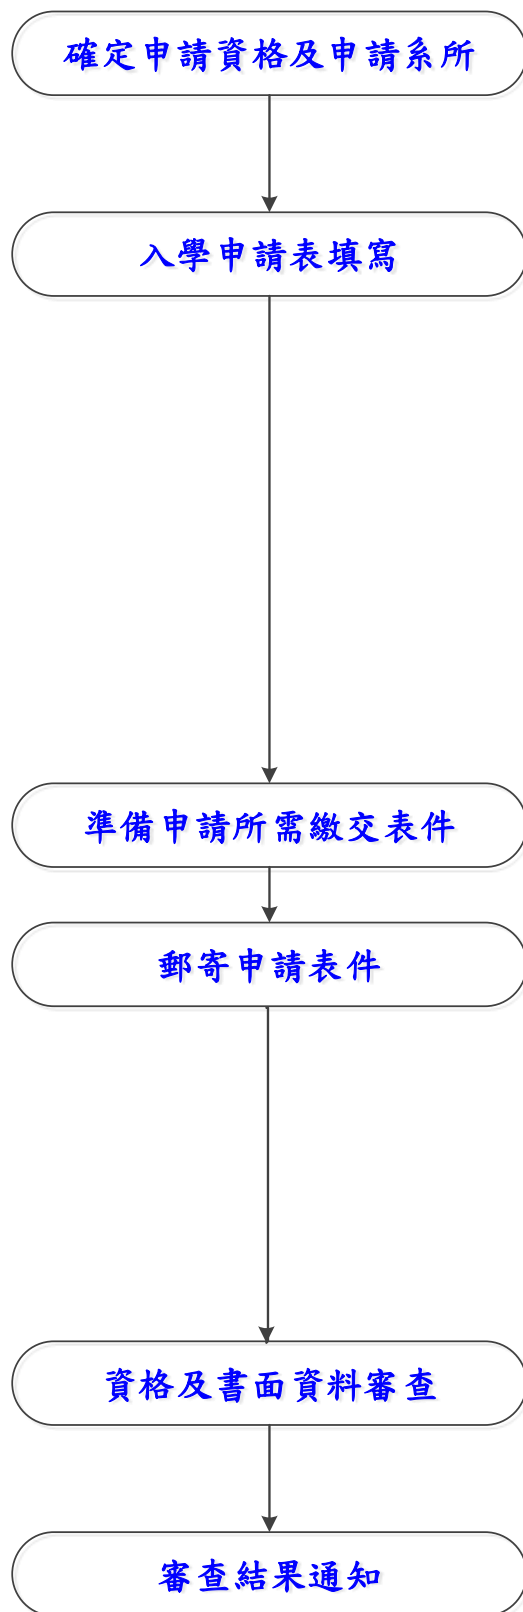 確定申請資格及申請系所
入學申請表填寫
準備申請所需繳交表件
郵寄申請表件
資格及書面資料審查
審查結果通知